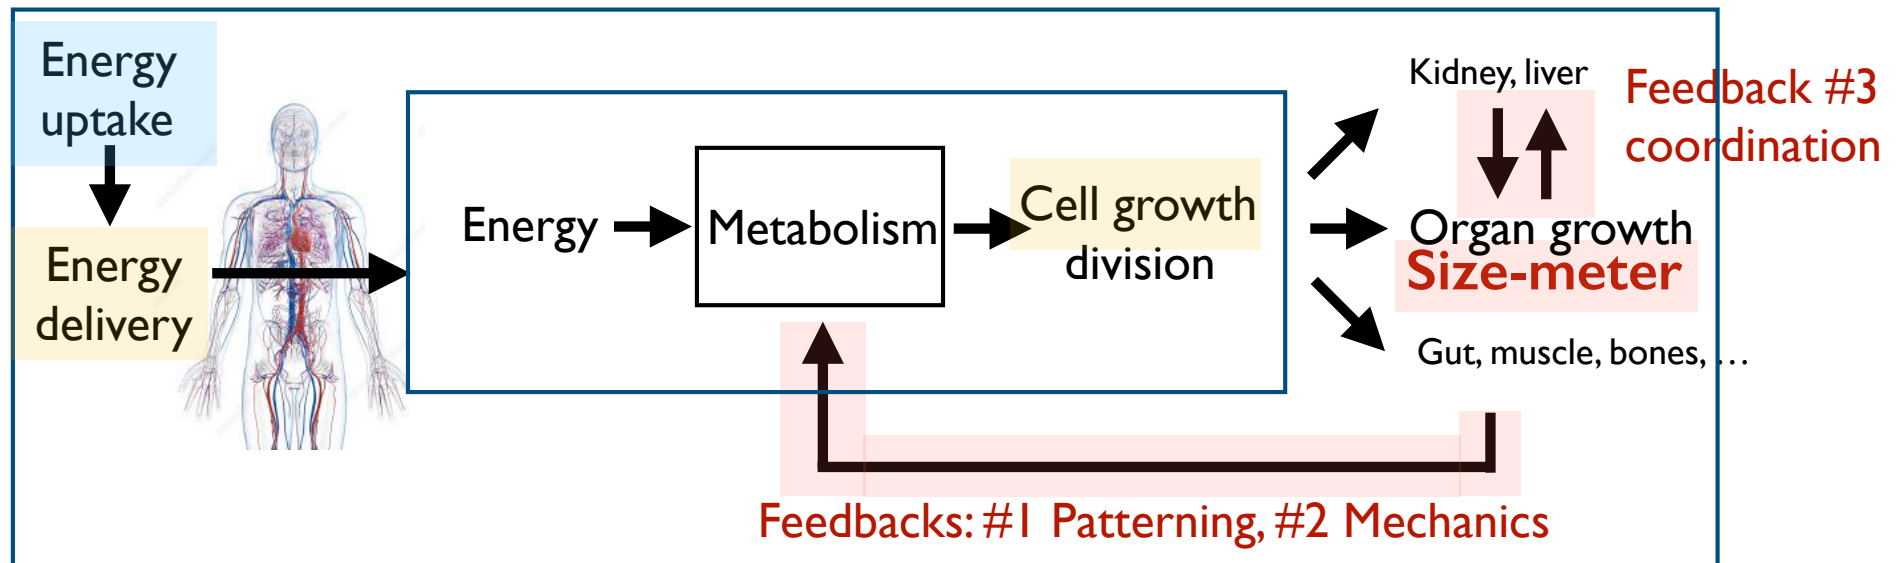 Energy
uptake
Energy
delivery
Energy
Metabolism
Cell growth
division
Kidney, liver
Feedback #3
coordination
Organ growth
Size-meter
Gut, muscle, bones, …
Feedbacks: #1 Patterning, #2 Mechanics